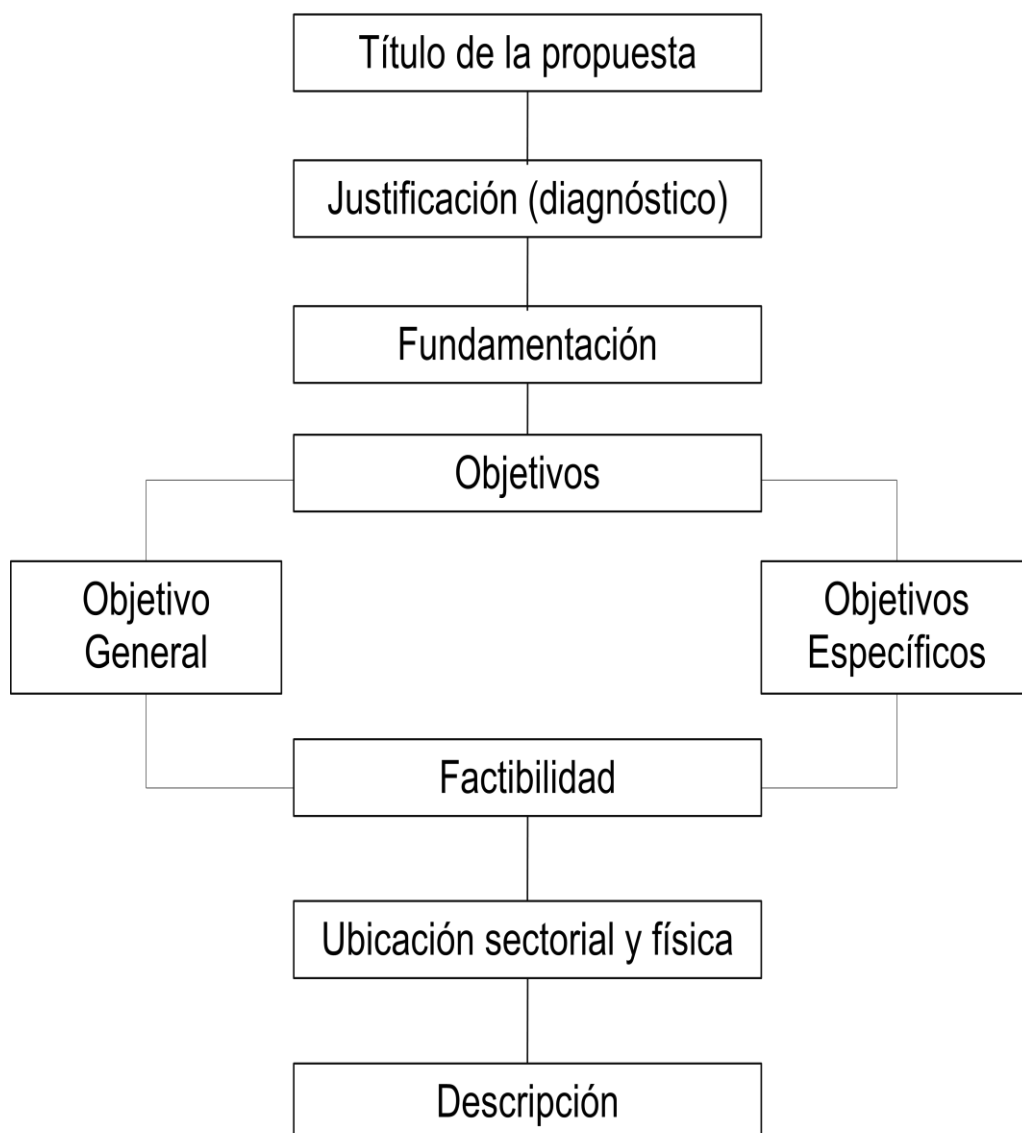 Título de la propuesta
Justificación (diagnóstico)
Fundamentación
Objetivos
Objetivo
General
Objetivos
Específicos
Factibilidad
Ubicación sectorial y física
Descripción